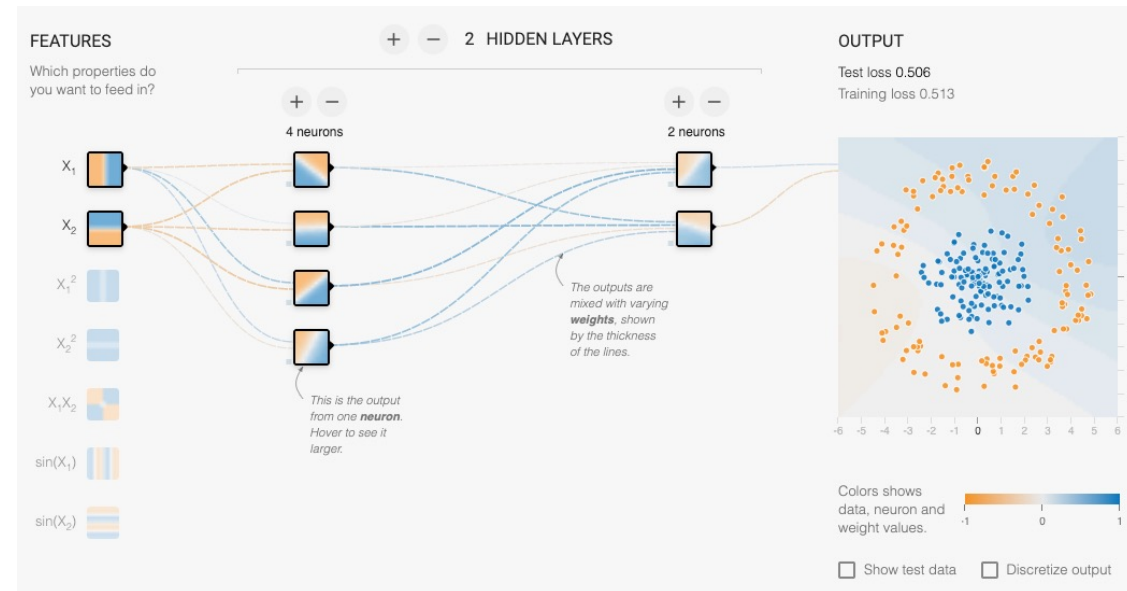 FEATURES
Which properties do
you want to feed in?
X₁
X₂
X₁²
X₂²
X₁X₂
sin(X₁)
sin(X₂)
+ − 2 HIDDEN LAYERS
+ −
4 neurons
+ −
2 neurons
The outputs are
mixed with varying
weights, shown
by the thickness
of the lines.
This is the output
from one neuron.
Hover to see it
larger.
OUTPUT
Test loss 0.506
Training loss 0.513
-6 -5 -4 -3 -2 -1 0 1 2 3 4 5 6
Colors shows
data, neuron and
weight values.
-1 0 1
Show test data
Discretize output